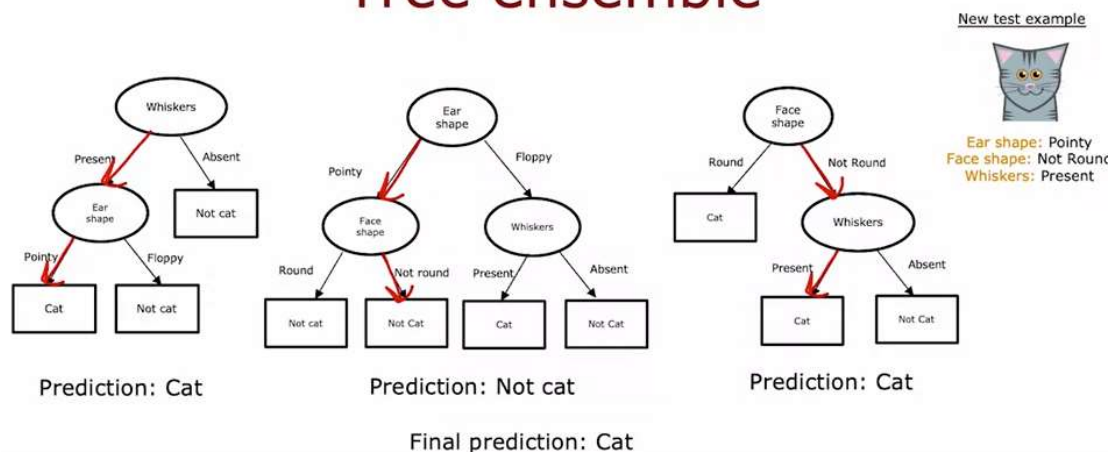 Tree ensemble
New test example
Ear shape: Pointy
Face shape: Not Round
Whiskers: Present
Whiskers
Present
Absent
Ear
shape
Not cat
Pointy
Floppy
Cat
Not cat
Prediction: Cat
Ear
shape
Pointy
Floppy
Face
shape
Whiskers
Round
Not round
Present
Absent
Not cat
Not Cat
Cat
Not Cat
Prediction: Not cat
Face
shape
Round
Not Round
Cat
Whiskers
Present
Absent
Cat
Not Cat
Prediction: Cat
Final prediction: Cat